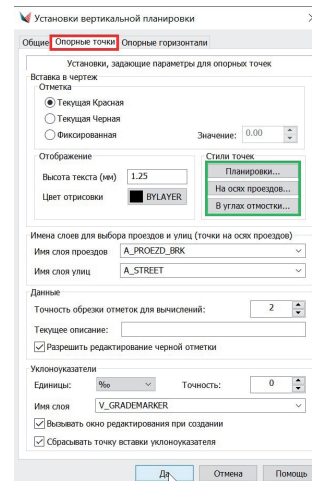 Установки вертикальной планировки
Общие Опорные точки Опорные горизонтали
Установки, задающие параметры для опорных точек
Вставка в чертеж
Отметка
Текущая Красная
Текущая Черная
Фиксированная Значение: 0.00
Отображение Стили точек
Высота текста (мм) 1.25 Планировки...
Цвет отрисовки BYLAYER На осях проездов...
В углах отмостки...
Имена слоев для выбора проездов и улиц (точки на осях проездов)
Имя слоя проездов A_PROEZD_BRK
Имя слоя улиц A_STREET
Данные
Точность обрезки отметок для вычислений: 2
Текущее описание:
Разрешить редактирование черной отметки
Уклоноуказатели
Единицы: ‰ Точность: 0
Имя слоя V_GRADEMARKER
Вызывать окно редактирования при создании
Сбрасывать точку вставки уклоноуказателя
Да Отмена Помощь